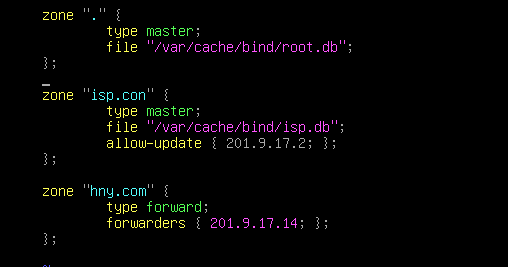 zone "." {
type master;
file "/var/cache/bind/root.db";
};
zone "isp.con" {
type master;
file "/var/cache/bind/isp.db";
allow-update { 201.9.17.2; };
};
zone "hny.com" {
type forward;
forwarders { 201.9.17.14; };
};